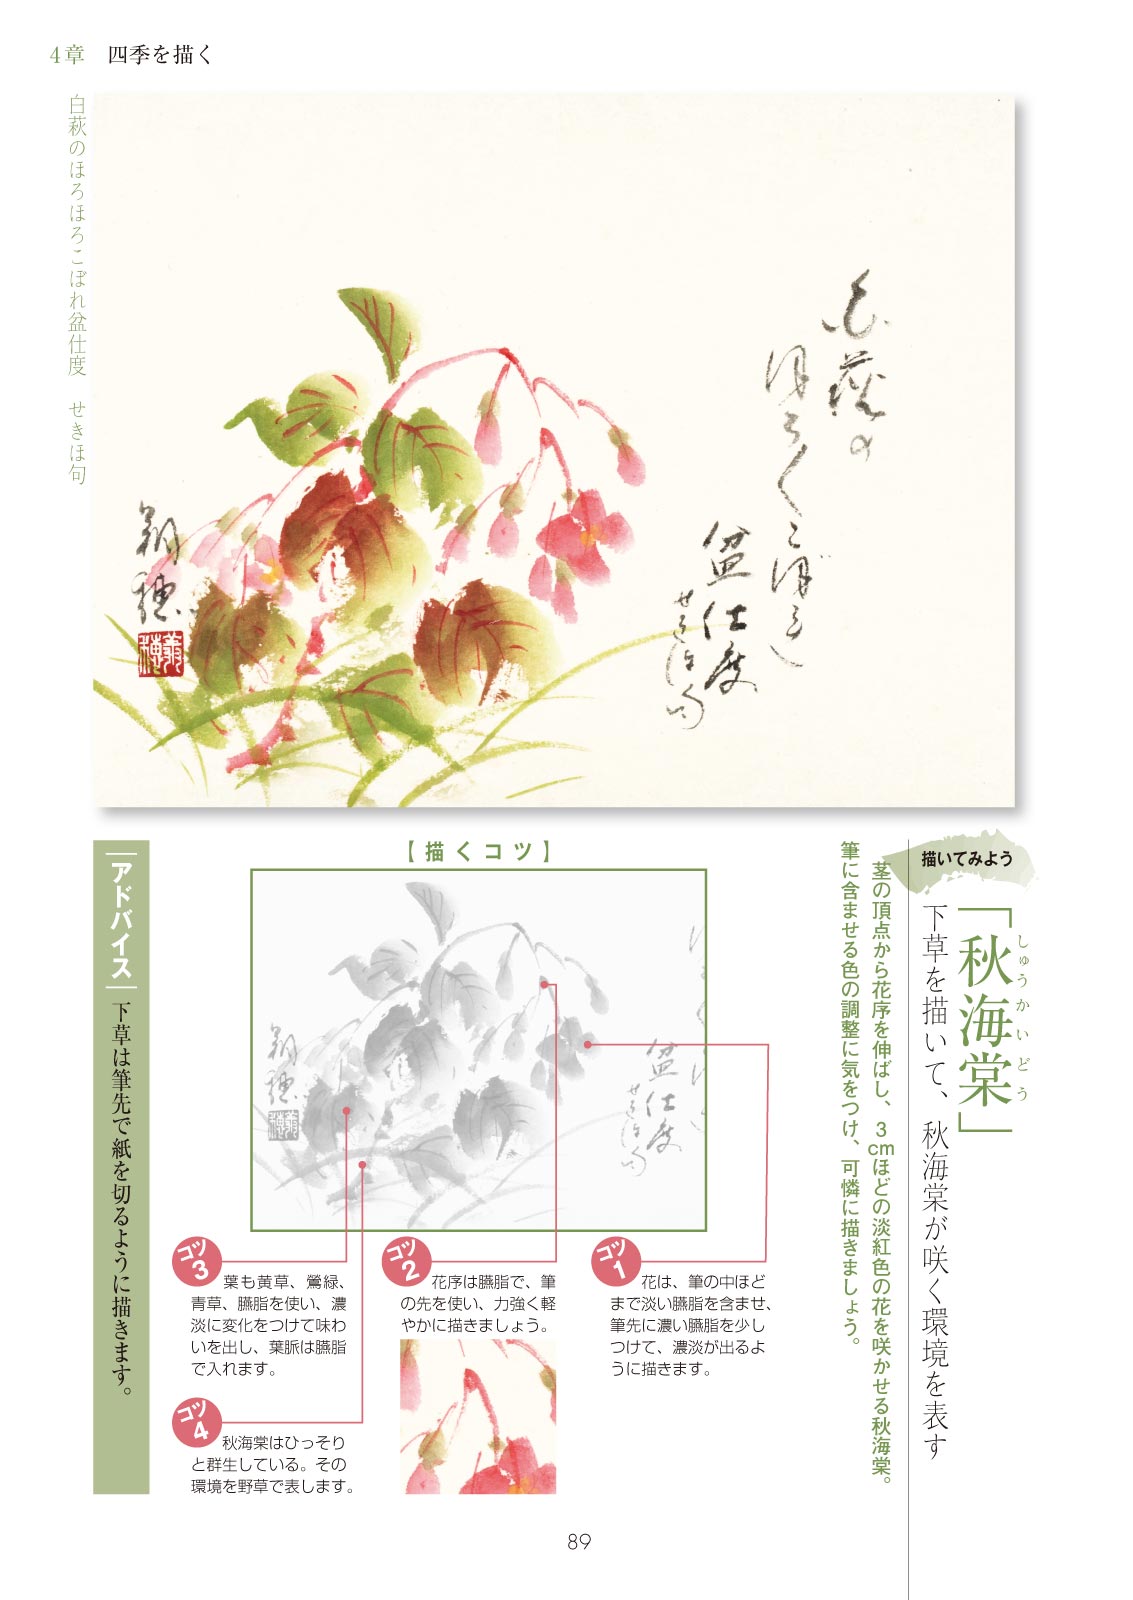 4章　四季を描く
白萩のほろほろこぼれ盆仕度　せきほ句
白萩の
ほろ〱こぼれ
盆仕度
せきほ句
翔穂
描いてみよう
「秋海棠」
しゅうかいどう
下草を描いて、秋海棠が咲く環境を表す
茎の頂点から花序を伸ばし、3cmほどの淡紅色の花を咲かせる秋海棠。
筆に含ませる色の調整に気をつけ、可憐に描きましょう。
【描くコツ】
盆仕度
せきほ句
翔穂
コツ1
花は、筆の中ほど
まで淡い臙脂を含ませ、
筆先に濃い臙脂を少し
つけて、濃淡が出るよ
うに描きます。
コツ2
花序は臙脂で、筆
の先を使い、力強く軽
やかに描きましょう。
コツ3
葉も黄草、鶯緑、
青草、臙脂を使い、濃
淡に変化をつけて味わ
いを出し、葉脈は臙脂
で入れます。
コツ4
秋海棠はひっそり
と群生している。その
環境を野草で表します。
アドバイス
下草は筆先で紙を切るように描きます。
89